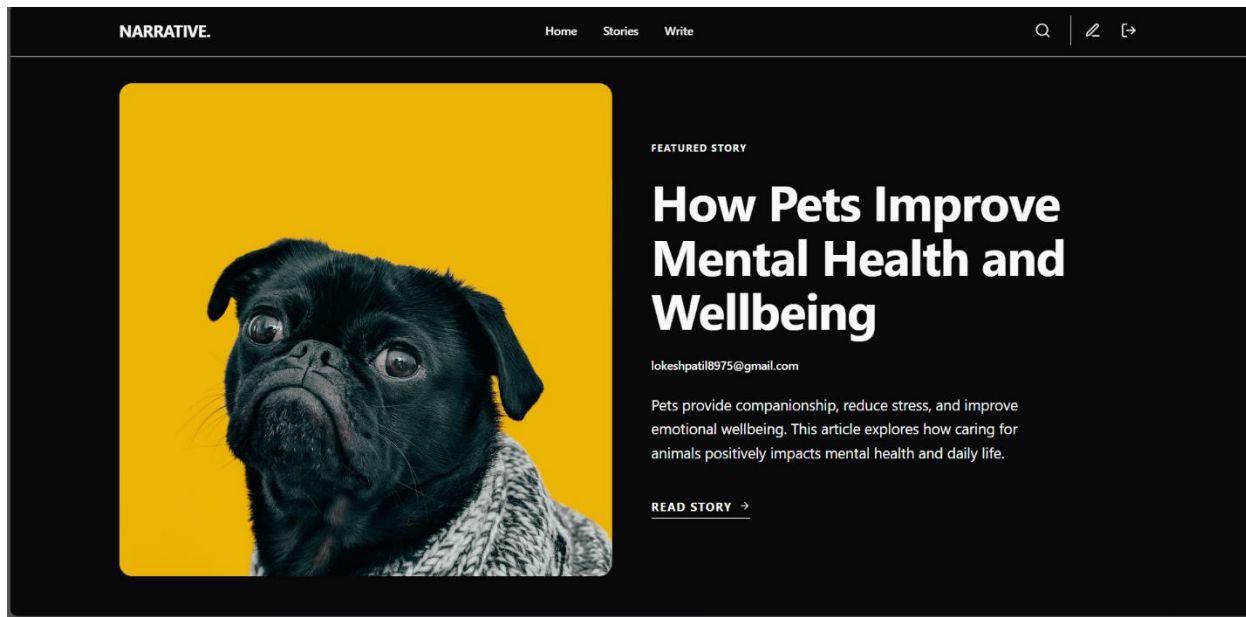 NARRATIVE.
Home Stories Write
FEATURED STORY
How Pets Improve
Mental Health and
Wellbeing
lokeshpatil8975@gmail.com
Pets provide companionship, reduce stress, and improve
emotional wellbeing. This article explores how caring for
animals positively impacts mental health and daily life.
READ STORY →